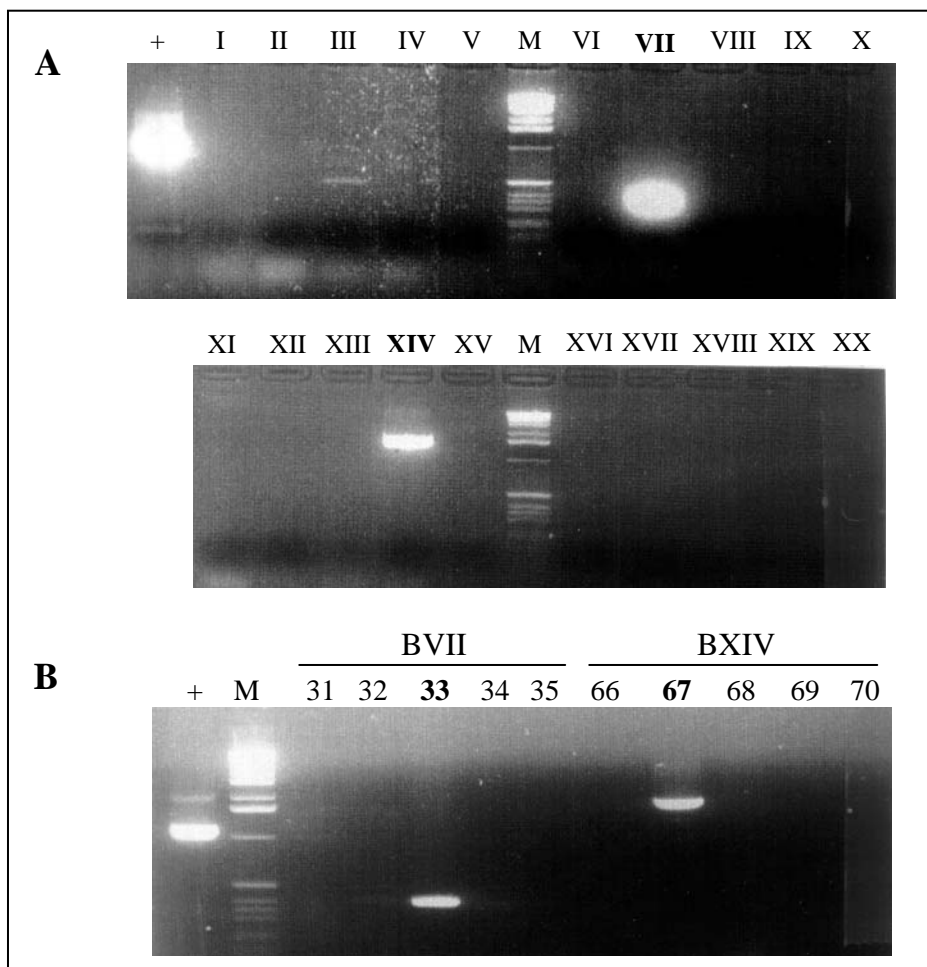 A
+ I II III IV V M VI VII VIII IX X
XI XII XIII XIV XV M XVI XVII XVIII XIX XX
BVII BXIV
B
+ M 31 32 33 34 35 66 67 68 69 70